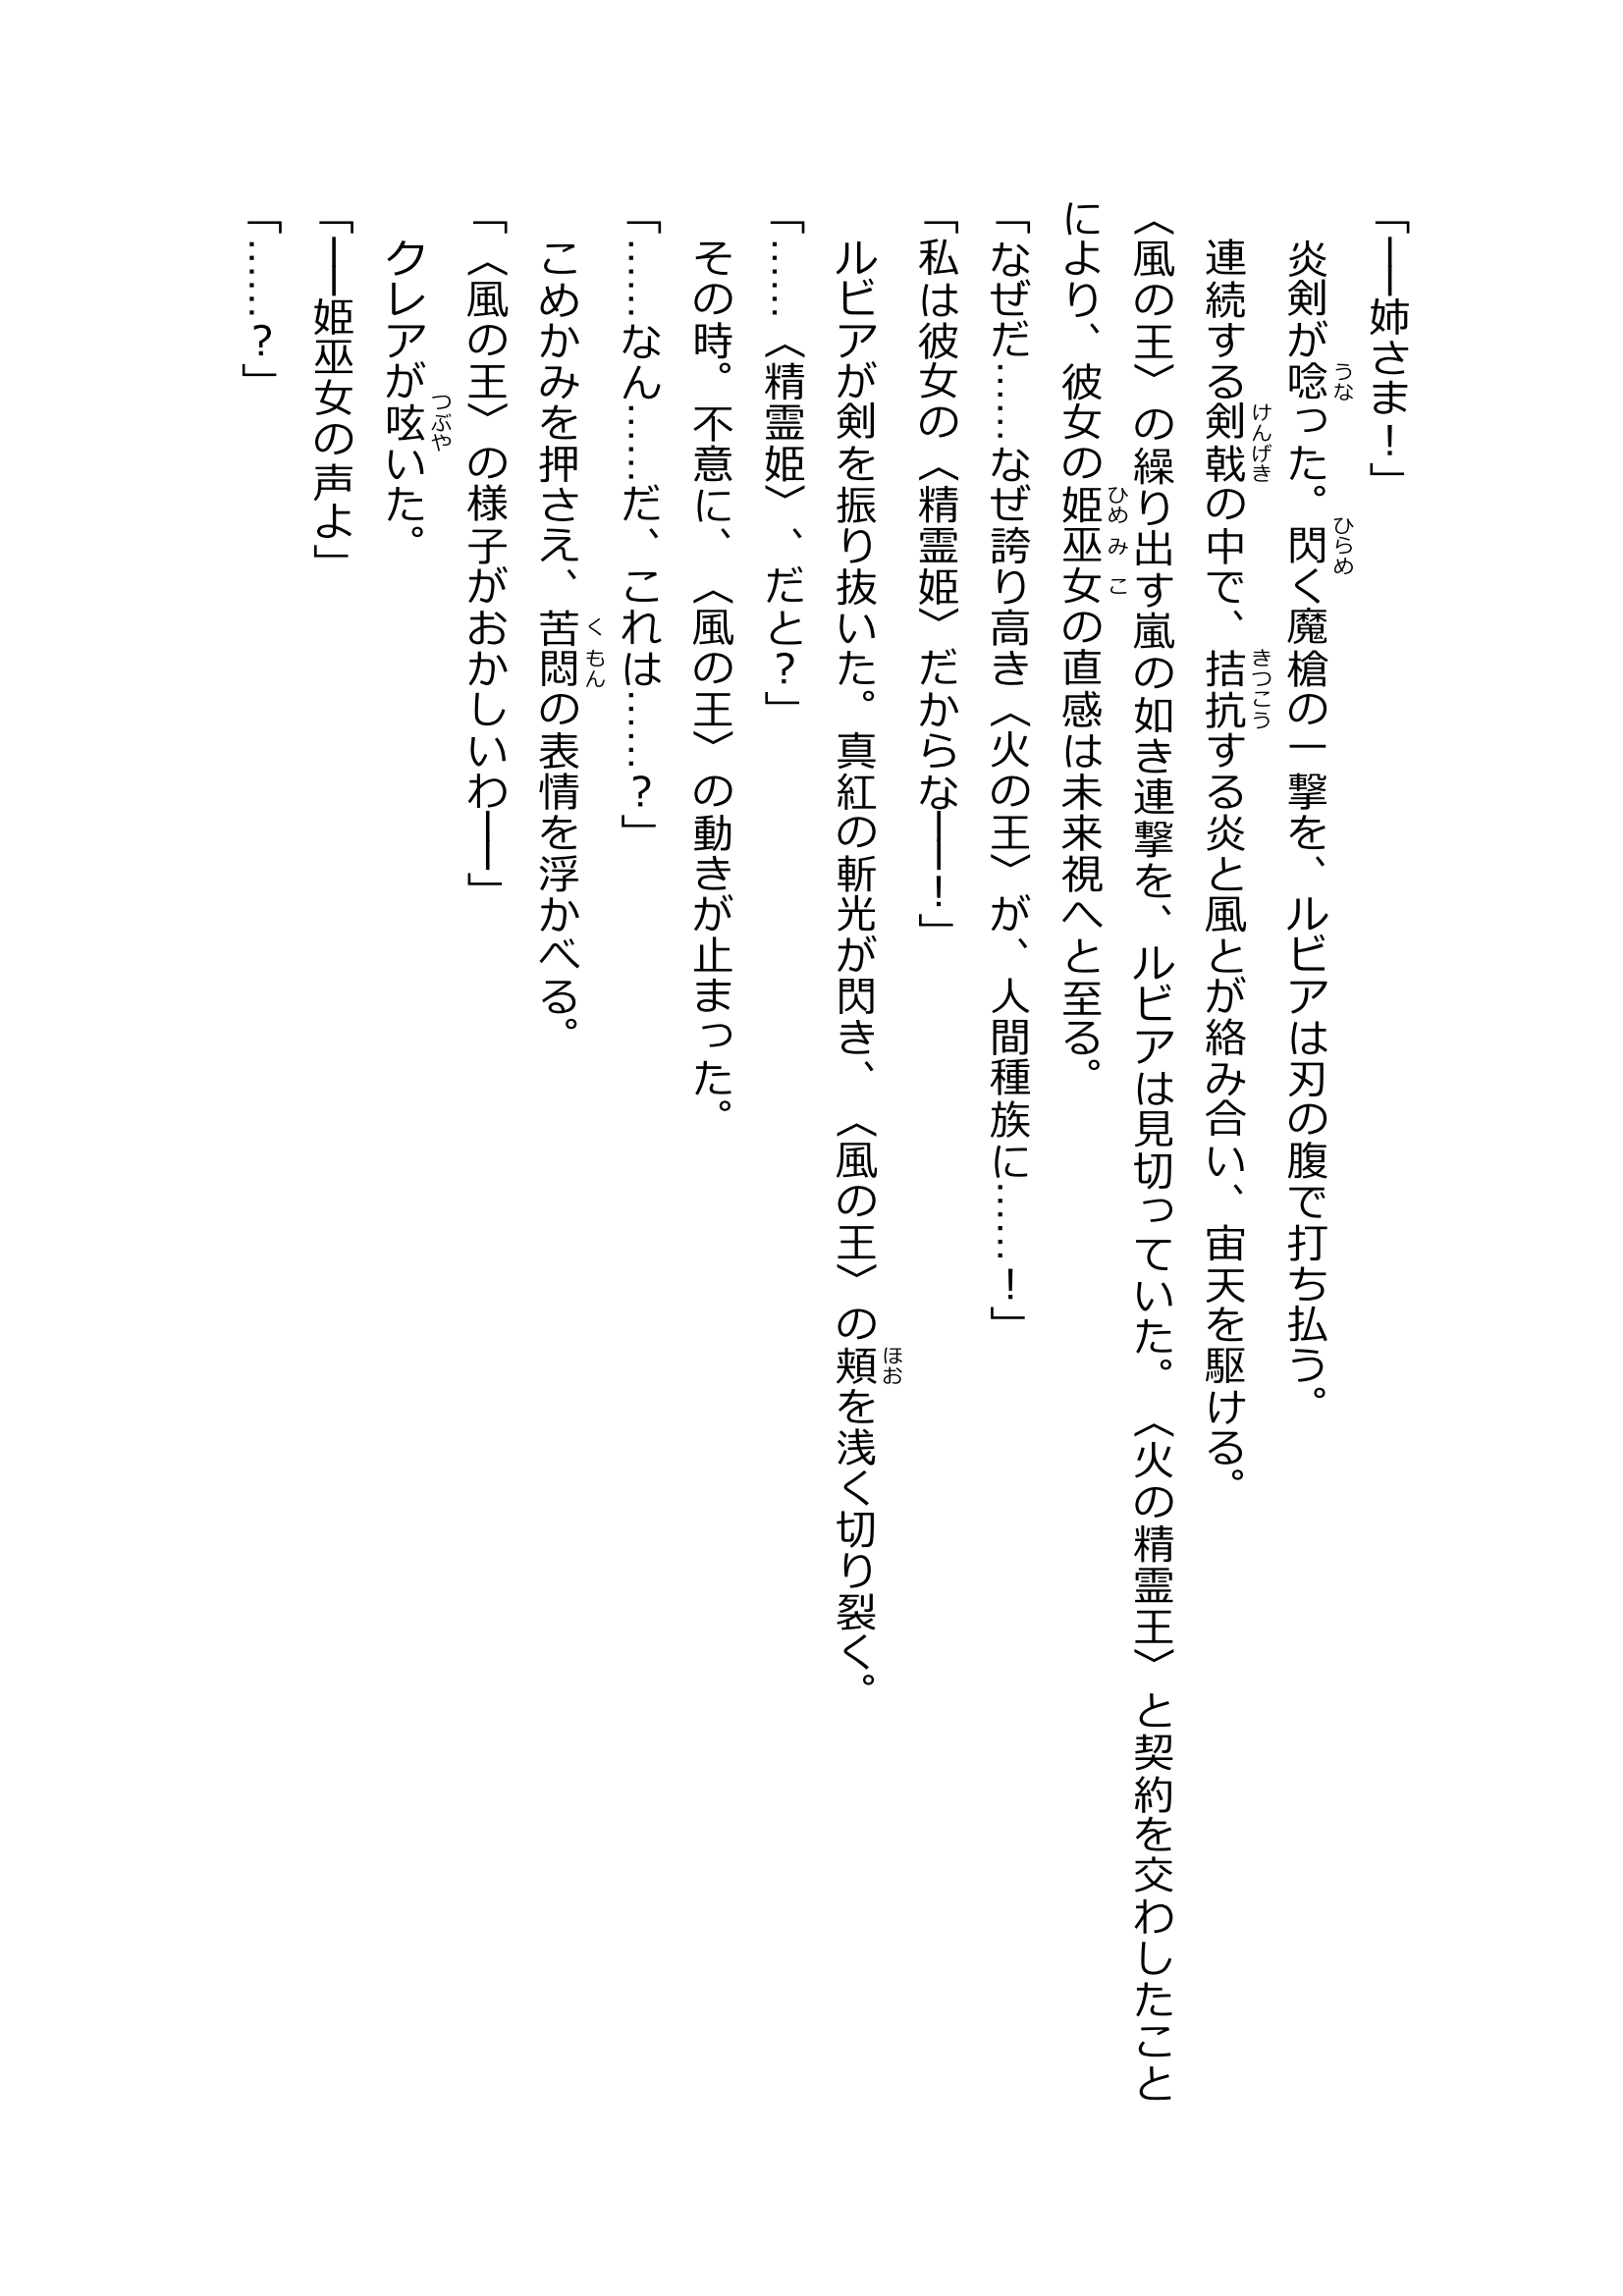 「――姉さま！」
　炎剣が唸った。閃く魔槍の一撃を、ルビアは刃の腹で打ち払う。
　連続する剣戟の中で、拮抗する炎と風とが絡み合い、宙天を駆ける。
〈風の王〉の繰り出す嵐の如き連撃を、ルビアは見切っていた。〈火の精霊王〉と契約を交わしたこと
により、彼女の姫巫女の直感は未来視へと至る。
「なぜだ……なぜ誇り高き〈火の王〉が、人間種族に……！」
「私は彼女の〈精霊姫〉だからな――！」
　ルビアが剣を振り抜いた。真紅の斬光が閃き、〈風の王〉の頬を浅く切り裂く。
「……〈精霊姫〉、だと？」
　その時。不意に、〈風の王〉の動きが止まった。
「……なん……だ、これは……？」
　こめかみを押さえ、苦悶の表情を浮かべる。
「〈風の王〉の様子がおかしいわ――」
　クレアが呟いた。
「――姫巫女の声よ」
「……？」